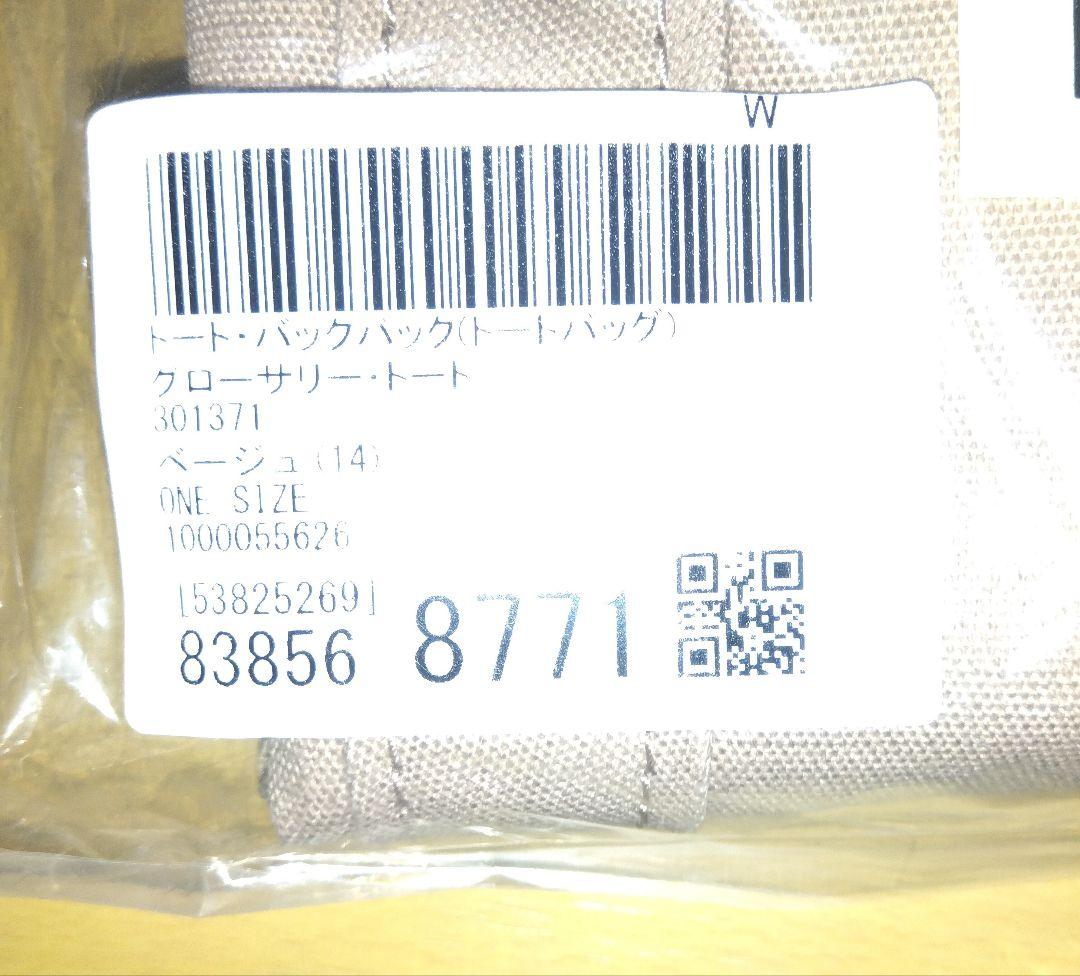 W
トート・バックパック(トートバッグ)
クローサリー・トート
301371
ベージュ(14)
ONE SIZE
1000055626
[53825269]
83856 8771